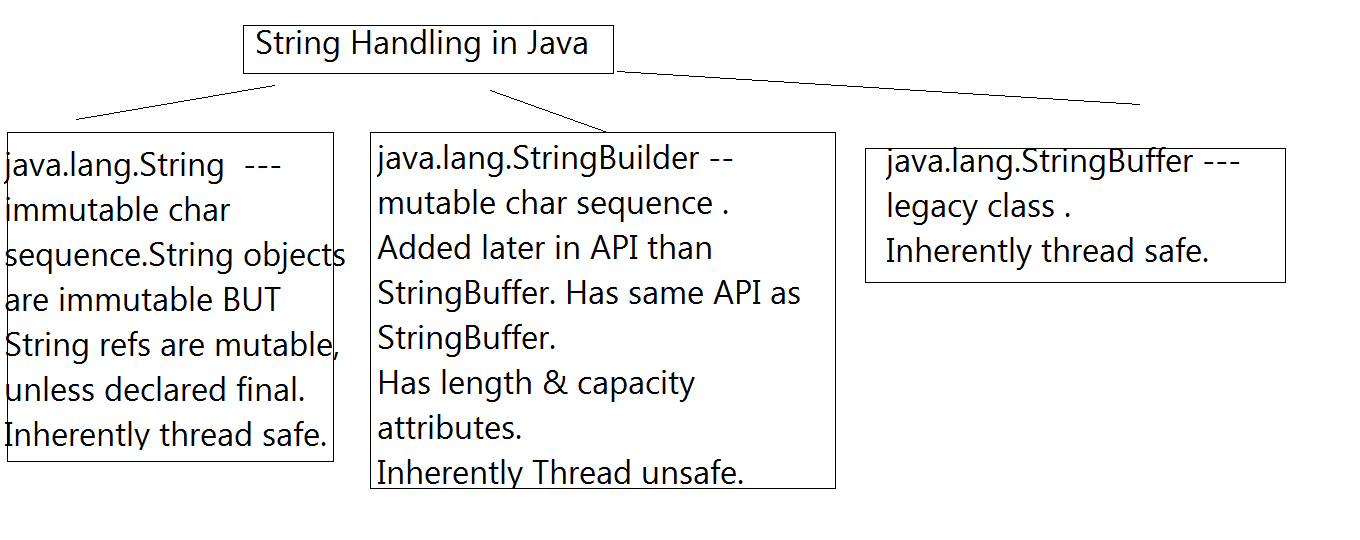 String Handling in Java
java.lang.String  ---
immutable char
sequence.String objects
are immutable BUT
String refs are mutable,
unless declared final.
Inherently thread safe.
java.lang.StringBuilder --
mutable char sequence .
Added later in API than
StringBuffer. Has same API as
StringBuffer.
Has length & capacity
attributes.
Inherently Thread unsafe.
java.lang.StringBuffer ---
legacy class .
Inherently thread safe.